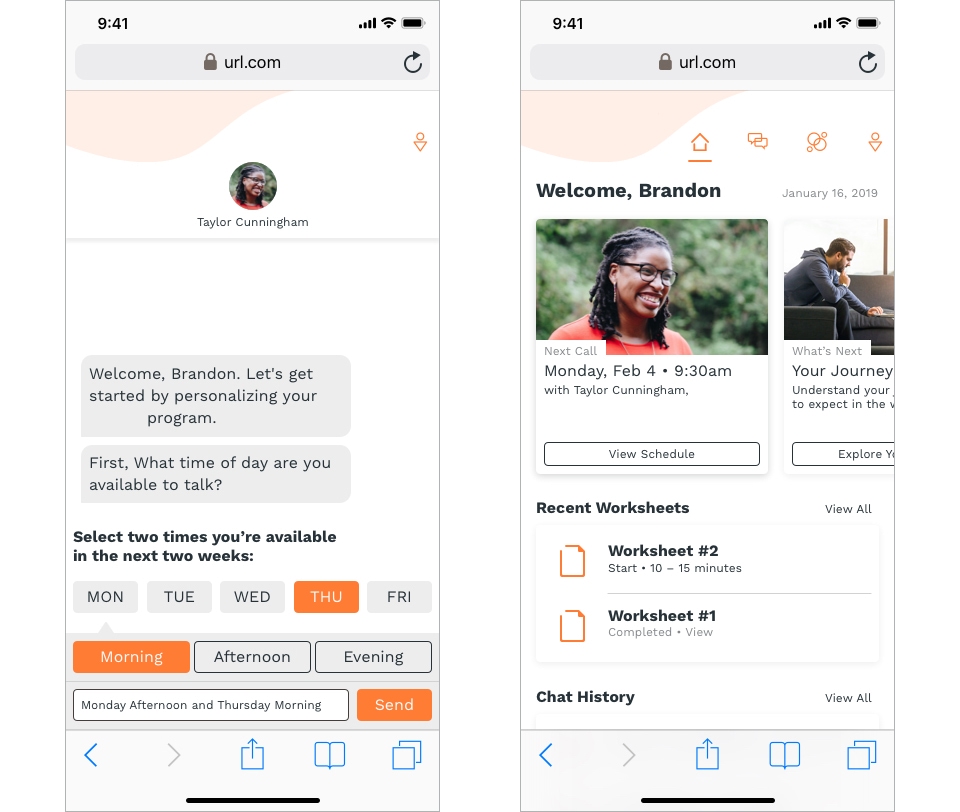 9:41
url.com
Taylor Cunningham
Welcome, Brandon. Let's get
started by personalizing your
program.
First, What time of day are you
available to talk?
Select two times you’re available
in the next two weeks:
MON TUE WED THU FRI
Morning Afternoon Evening
Monday Afternoon and Thursday Morning Send
9:41
url.com
Welcome, Brandon January 16, 2019
Next Call
Monday, Feb 4 • 9:30am
with Taylor Cunningham,
View Schedule
What’s Next
Your Journey
Understand your
to expect in the
Explore
Recent Worksheets View All
Worksheet #2
Start • 10 – 15 minutes
Worksheet #1
Completed • View
Chat History View All